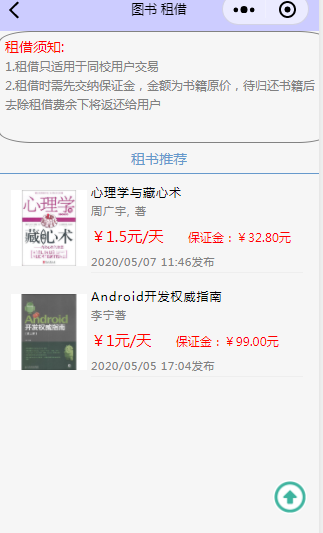 图书 租借
租借须知:
1.租借只适用于同校用户交易
2.租借时需先交纳保证金，金额为书籍原价，待归还书籍后
去除租借费余下将返还给用户
租书推荐
心理学
藏心术
心理学与藏心术
周广宇, 著
￥1.5元/天 保证金：￥32.80元
2020/05/07 11:46发布
Android
开发权威指南
Android开发权威指南
李宁著
￥1元/天 保证金：￥99.00元
2020/05/05 17:04发布